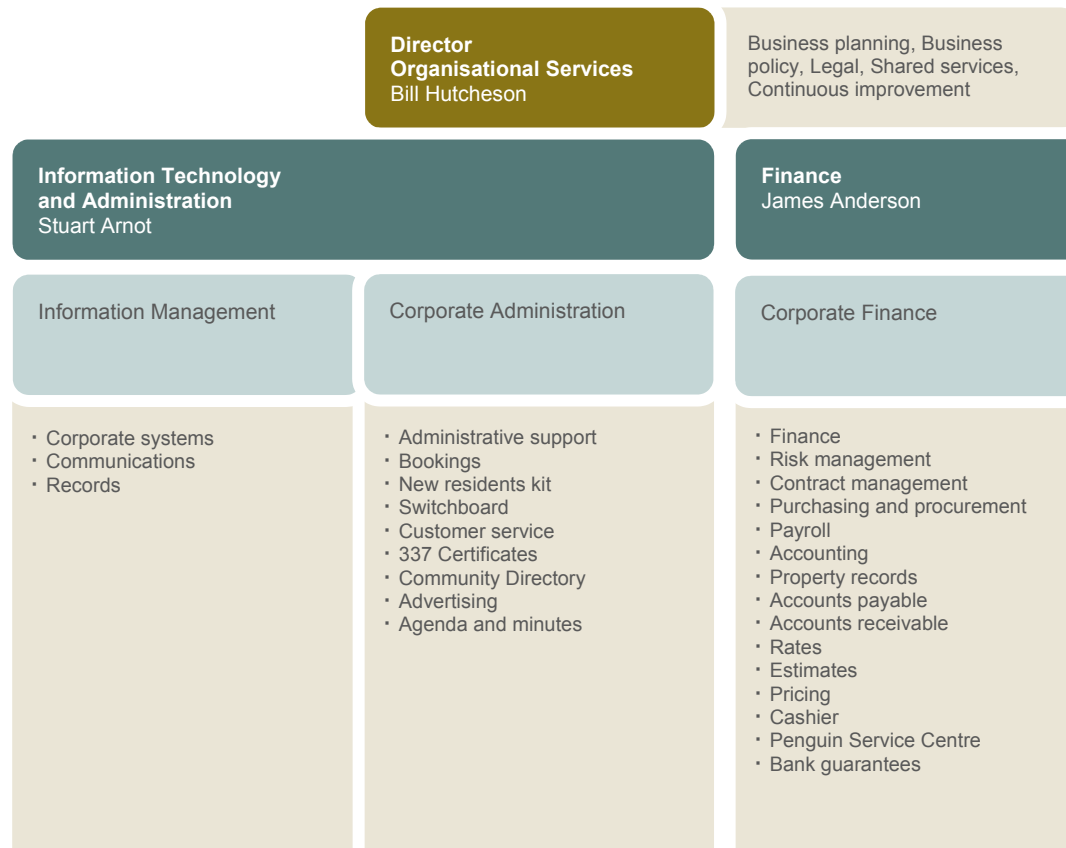 Director
Organisational Services
Bill Hutcheson
Business planning, Business
policy, Legal, Shared services,
Continuous improvement
Information Technology
and Administration
Stuart Arnot
Finance
James Anderson
Information Management
Corporate Administration
Corporate Finance
· Corporate systems
· Communications
· Records
· Administrative support
· Bookings
· New residents kit
· Switchboard
· Customer service
· 337 Certificates
· Community Directory
· Advertising
· Agenda and minutes
· Finance
· Risk management
· Contract management
· Purchasing and procurement
· Payroll
· Accounting
· Property records
· Accounts payable
· Accounts receivable
· Rates
· Estimates
· Pricing
· Cashier
· Penguin Service Centre
· Bank guarantees